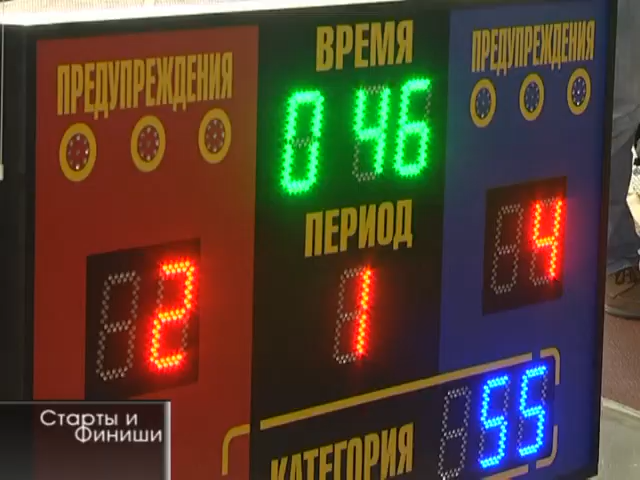 ВРЕМЯ
ПРЕДУПРЕЖДЕНИЯ
ПРЕДУПРЕЖДЕНИЯ
0 46
ПЕРИОД
2
1
4
КАТЕГОРИЯ
55
Старты и
Финиши